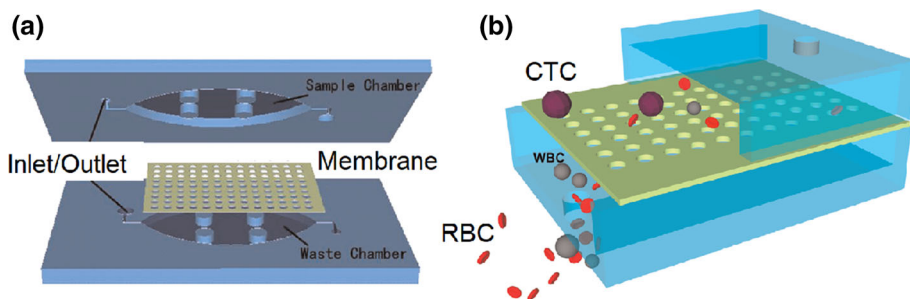 (a)
Sample Chamber
Inlet/Outlet
Membrane
Waste Chamber
(b)
CTC
WBC
RBC